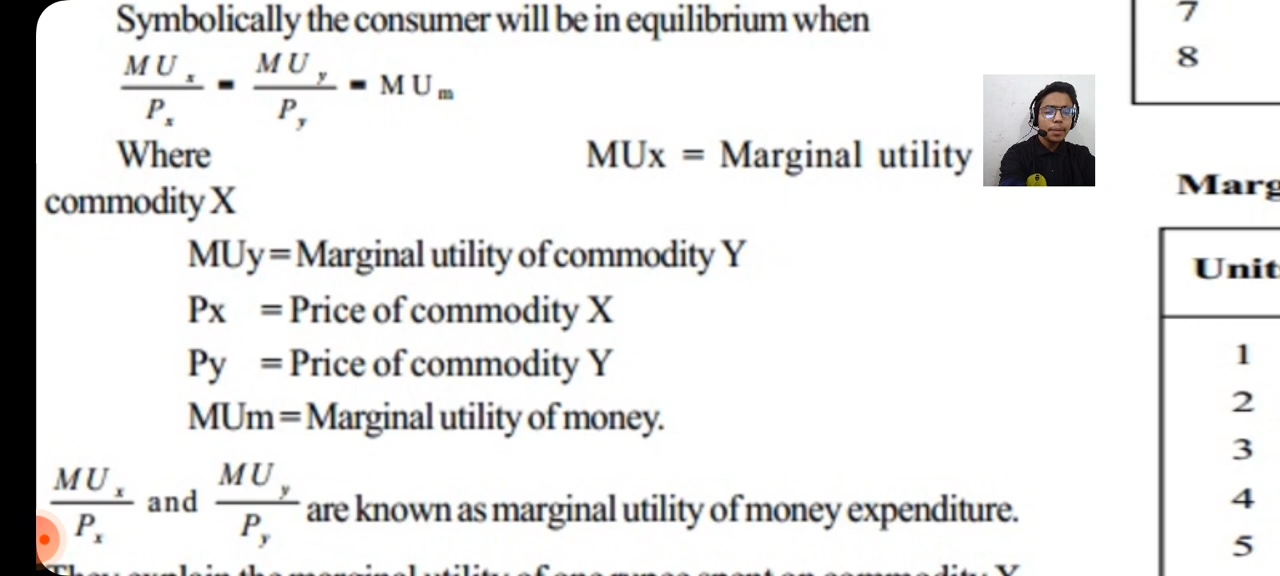 Symbolically the consumer will be in equilibrium when
MUx/Px = MUy/Py = MUm
Where MUx = Marginal utility
commodity X
MUy = Marginal utility of commodity Y
Px = Price of commodity X
Py = Price of commodity Y
MUm = Marginal utility of money.
MUx/Px and MUy/Py are known as marginal utility of money expenditure.
7
8
Unit
1
2
3
4
5